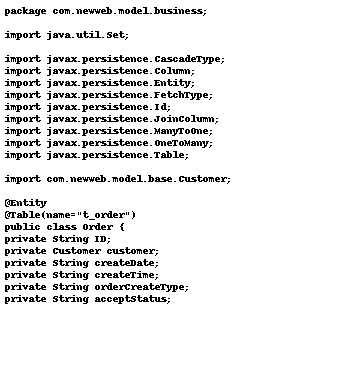 package com.newweb.model.business;
import java.util.Set;
import javax.persistence.CascadeType;
import javax.persistence.Column;
import javax.persistence.Entity;
import javax.persistence.FetchType;
import javax.persistence.Id;
import javax.persistence.JoinColumn;
import javax.persistence.ManyToOne;
import javax.persistence.OneToMany;
import javax.persistence.Table;
import com.newweb.model.base.Customer;
@Entity
@Table(name="t_order")
public class Order {
private String ID;
private Customer customer;
private String createDate;
private String createTime;
private String orderCreateType;
private String acceptStatus;